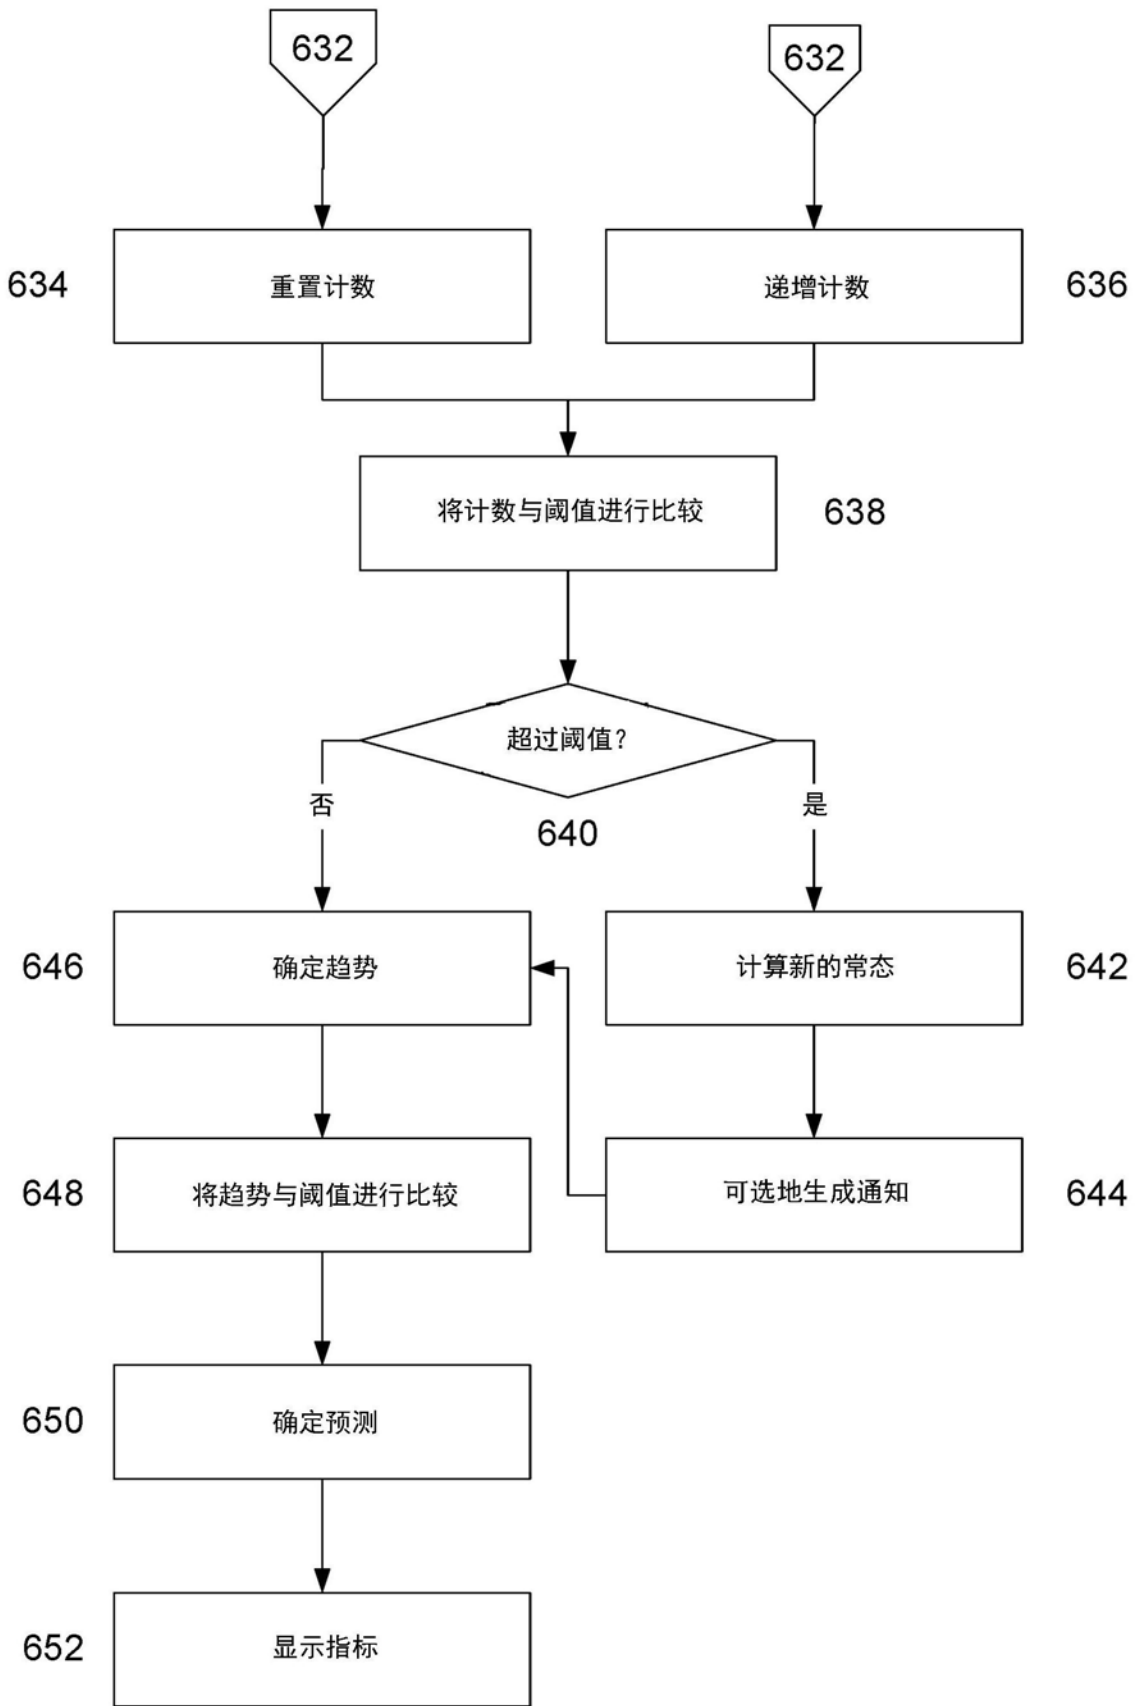 632
632
634
重置计数
递增计数
636
将计数与阈值进行比较
638
超过阈值?
否
是
640
646
确定趋势
计算新的常态
642
648
将趋势与阈值进行比较
可选地生成通知
644
650
确定预测
652
显示指标